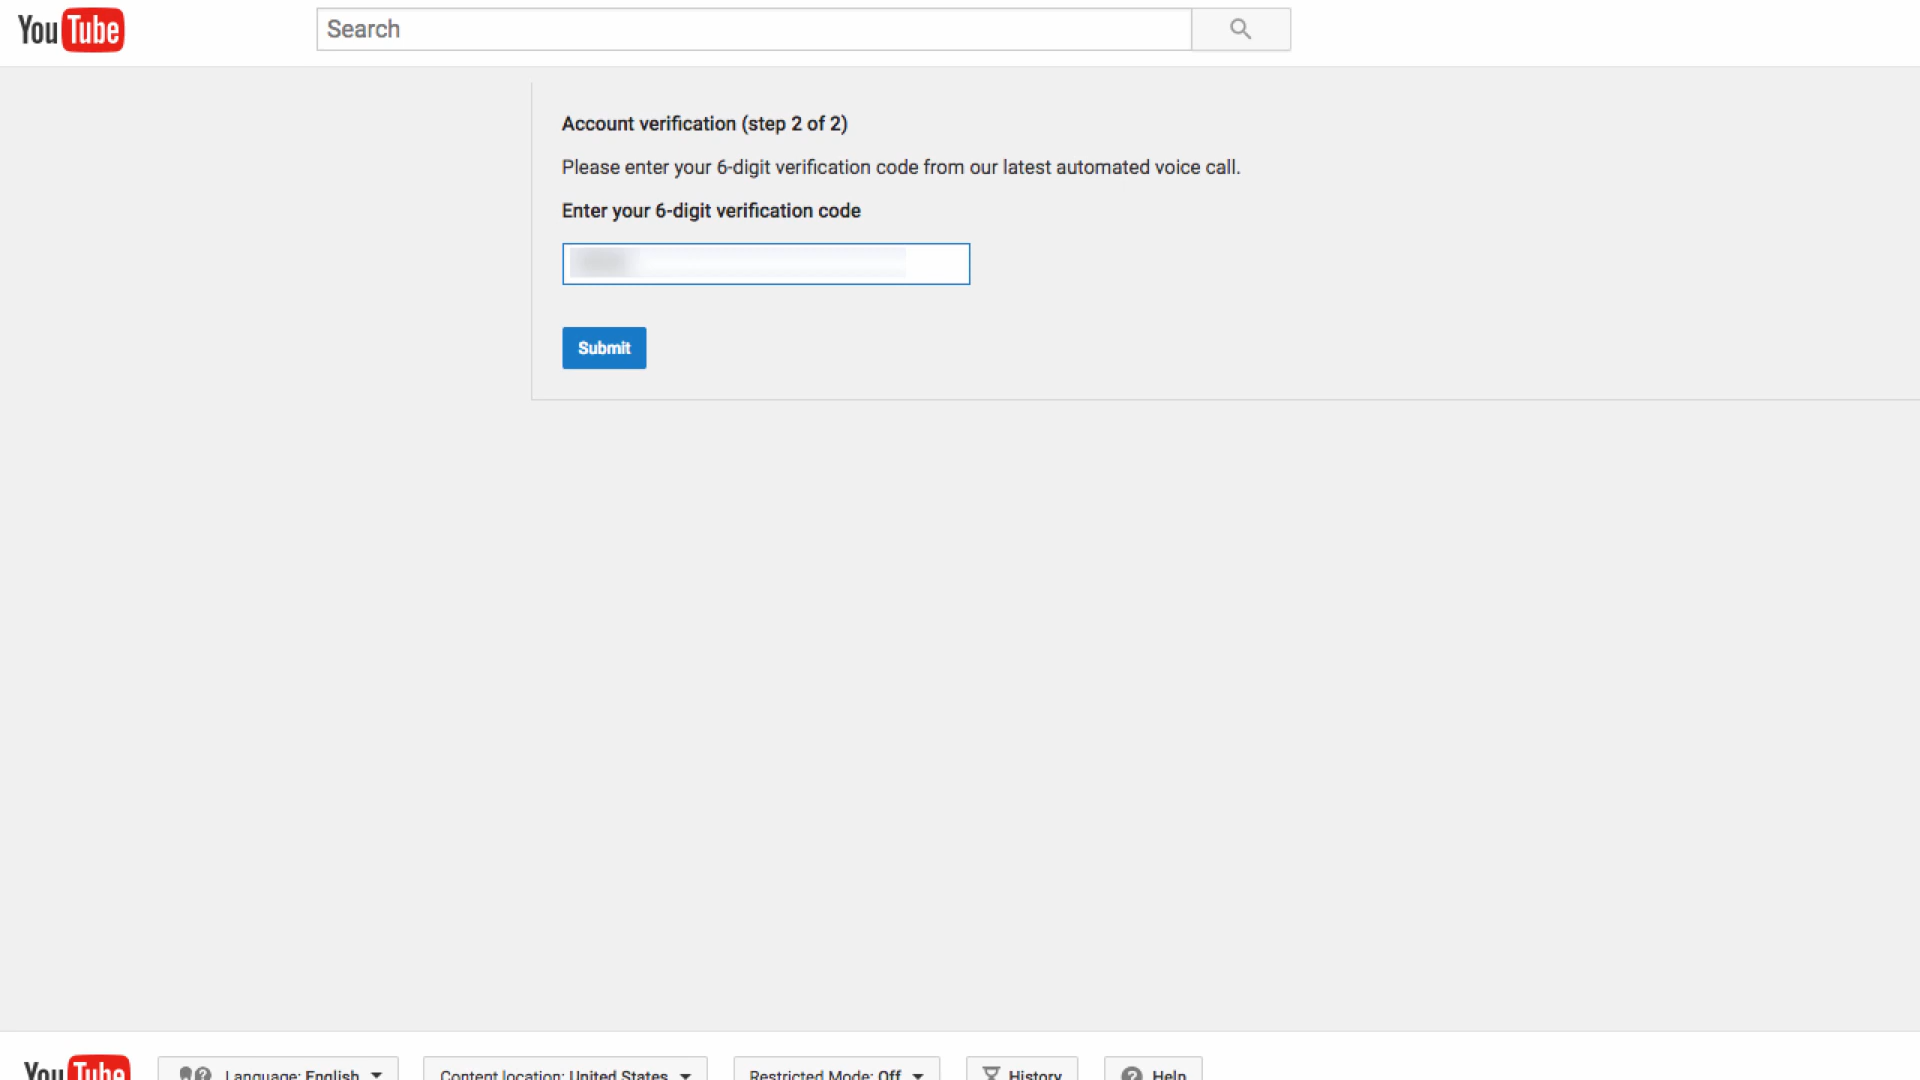 YouTube
Search
Account verification (step 2 of 2)
Please enter your 6-digit verification code from our latest automated voice call.
Enter your 6-digit verification code
Submit
YouTube Language: English Content location: United States Restricted Mode: Off History Help